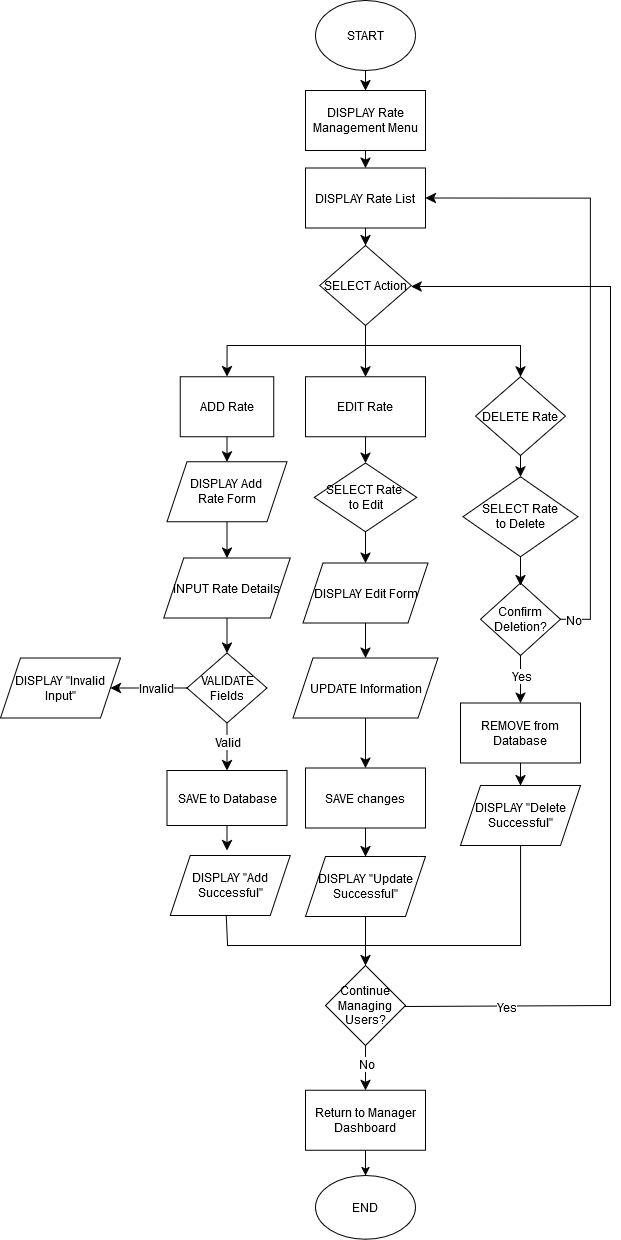 START
DISPLAY Rate
Management Menu
DISPLAY Rate List
SELECT Action
ADD Rate
EDIT Rate
DELETE Rate
DISPLAY Add
Rate Form
SELECT Rate
to Edit
SELECT Rate
to Delete
INPUT Rate Details
DISPLAY Edit Form
Confirm
Deletion?
No
Yes
DISPLAY "Invalid
Input"
Invalid
VALIDATE
Fields
UPDATE Information
REMOVE from
Database
Valid
SAVE to Database
SAVE changes
DISPLAY "Delete
Successful"
DISPLAY "Add
Successful"
DISPLAY "Update
Successful"
Continue
Managing
Users?
Yes
No
Return to Manager
Dashboard
END